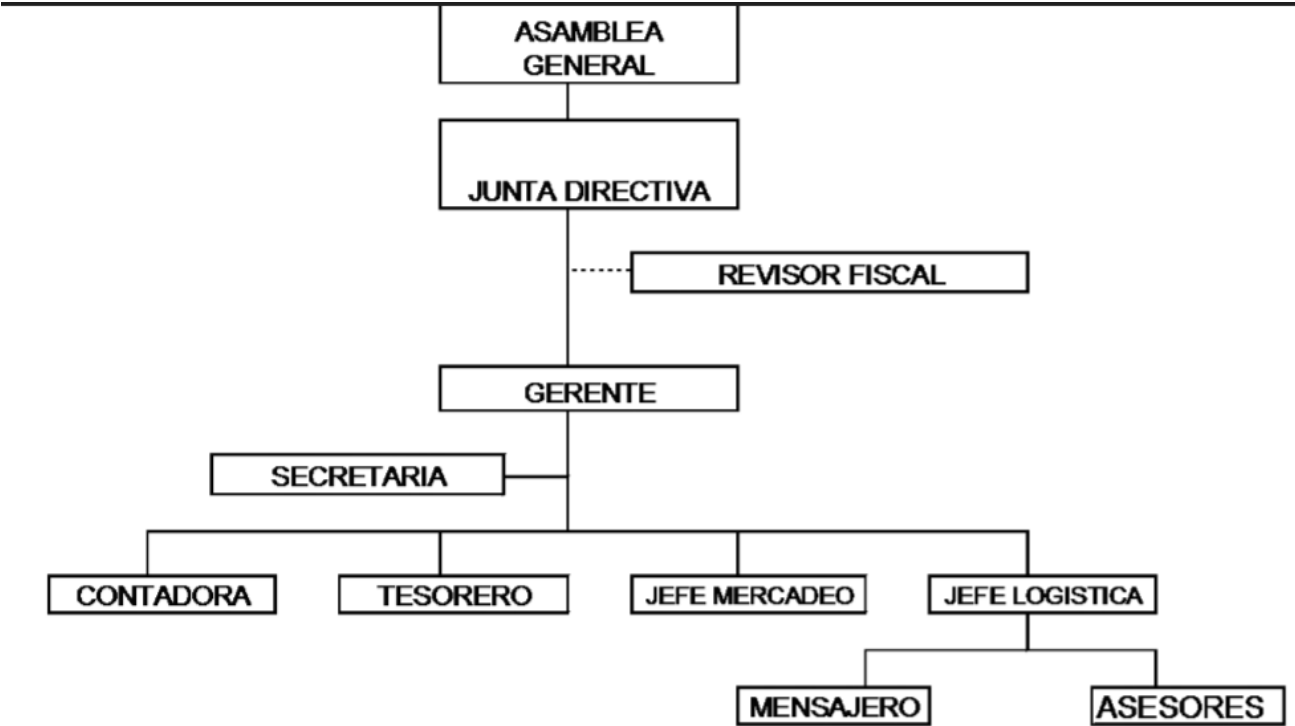 ASAMBLEA
GENERAL
JUNTA DIRECTIVA
REVISOR FISCAL
GERENTE
SECRETARIA
CONTADORA
TESORERO
JEFE MERCADEO
JEFE LOGISTICA
MENSAJERO
ASESORES